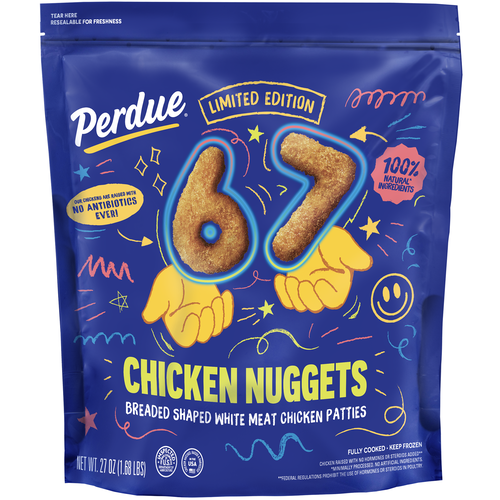 TEAR HERE
RESEALABLE FOR FRESHNESS
Perdue®
LIMITED EDITION
67
100%
NATURAL*
INGREDIENTS
OUR CHICKENS ARE RAISED WITH
NO ANTIBIOTICS
EVER!
CHICKEN NUGGETS
BREADED SHAPED WHITE MEAT CHICKEN PATTIES
NET WT. 27 OZ (1.68 LBS)
USA
FULLY COOKED - KEEP FROZEN
CHICKEN RAISED WITH NO HORMONES OR STEROIDS ADDED**
*MINIMALLY PROCESSED. NO ARTIFICIAL INGREDIENTS.
**FEDERAL REGULATIONS PROHIBIT THE USE OF HORMONES OR STEROIDS IN POULTRY